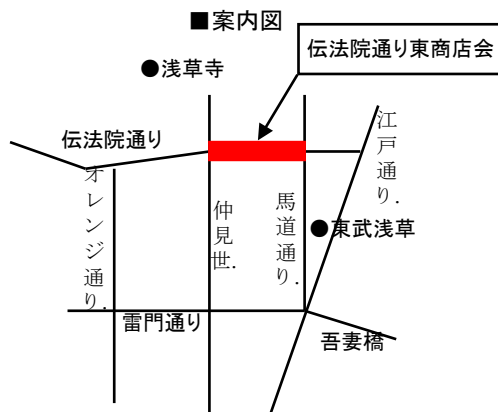 ■案内図
伝法院通り東商店会
●浅草寺
伝法院通り
江戸通り.
オレンジ通り.
仲見世.
馬道通り.
●東武浅草
雷門通り
吾妻橋